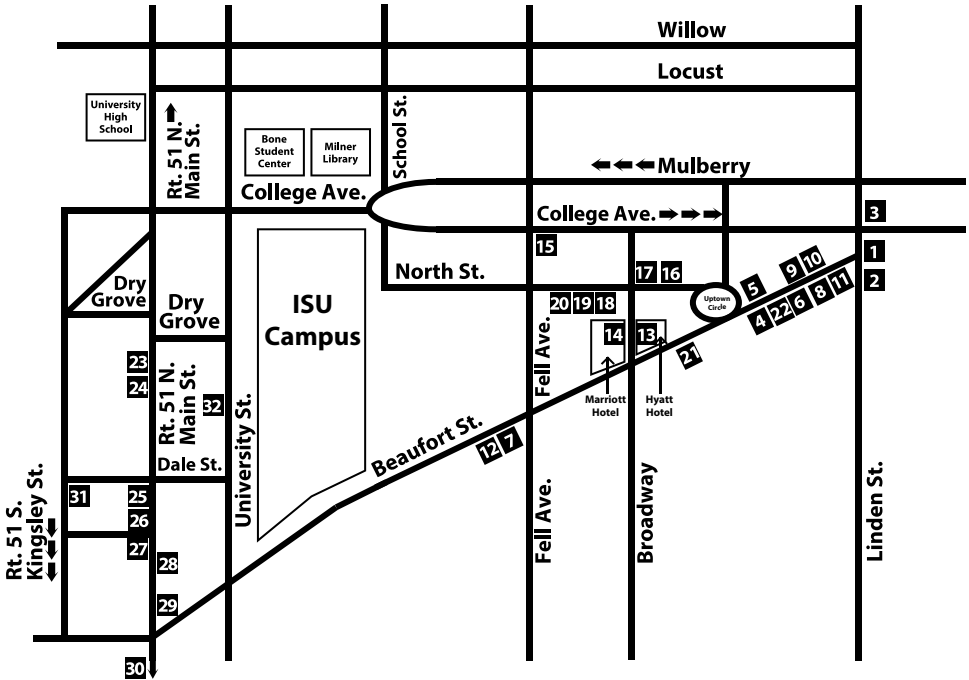 Willow
Locust
University
High
School
Rt. 51 N.
Main St.
Bone
Student
Center
Milner
Library
School St.
Mulberry
College Ave.
College Ave.
3
15
1
North St.
17 16
9 10
2
Dry
Grove
Dry
Grove
ISU
Campus
Uptown
Circle
5
20 19 18
4 22 6 8 11
14
13
21
23
24
Rt. 51 N.
Main St.
32
Fell Ave.
Marriott
Hotel
Hyatt
Hotel
University St.
Beaufort St.
12 7
Dale St.
31
25
26
27
28
29
30
Rt. 51 S.
Kingsley St.
Fell Ave.
Broadway
Linden St.